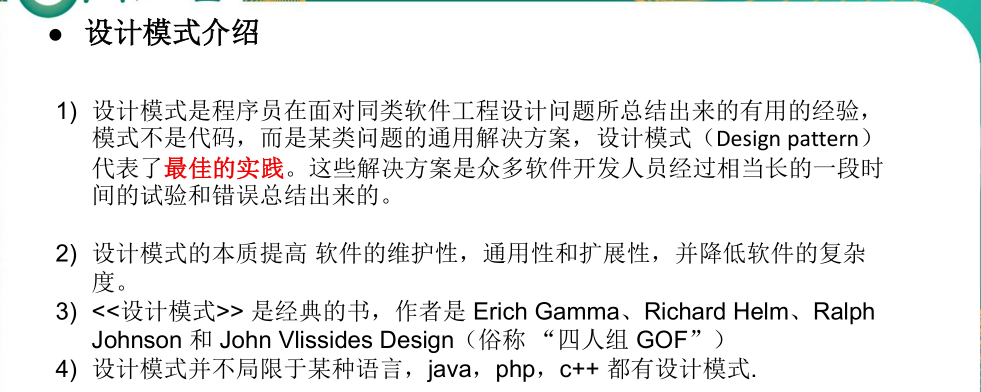 ● 设计模式介绍
1) 设计模式是程序员在面对同类软件工程设计问题所总结出来的有用的经验，
模式不是代码，而是某类问题的通用解决方案，设计模式（Design pattern）
代表了最佳的实践。这些解决方案是众多软件开发人员经过相当长的一段时
间的试验和错误总结出来的。
2) 设计模式的本质提高 软件的维护性，通用性和扩展性，并降低软件的复杂
度。
3) <<设计模式>> 是经典的书，作者是 Erich Gamma、Richard Helm、Ralph
Johnson 和 John Vlissides Design（俗称 “四人组 GOF”）
4) 设计模式并不局限于某种语言，java，php，c++ 都有设计模式.